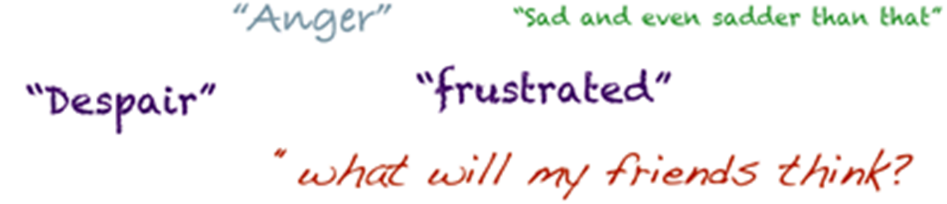 “Anger”
“Sad and even sadder than that”
“Despair”
“frustrated”
“what will my friends think?